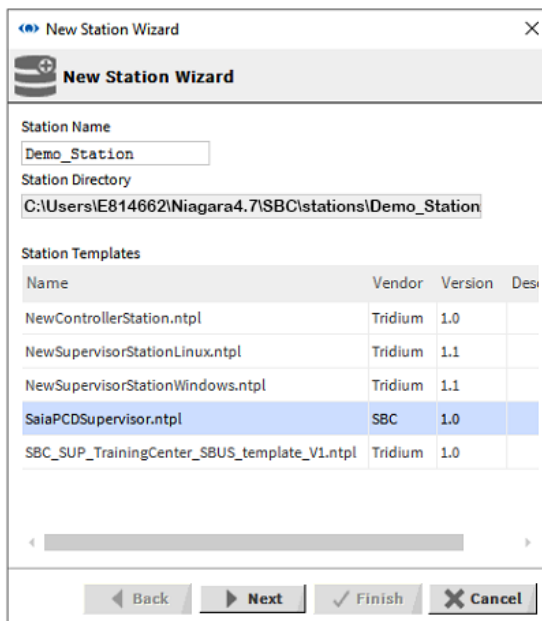 New Station Wizard
New Station Wizard
Station Name
Demo_Station
Station Directory
C:\Users\E814662\Niagara4.7\SBC\stations\Demo_Station
Station Templates
Name Vendor Version Desc
NewControllerStation.ntpl Tridium 1.0
NewSupervisorStationLinux.ntpl Tridium 1.1
NewSupervisorStationWindows.ntpl Tridium 1.1
SaiaPCDSupervisor.ntpl SBC 1.0
SBC_SUP_TrainingCenter_SBUS_template_V1.ntpl Tridium 1.0
Back Next Finish Cancel